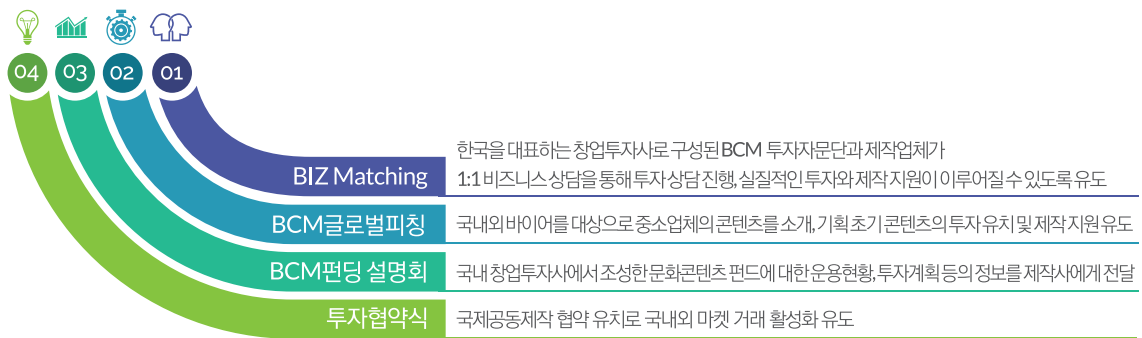 04 03 02 01
한국을 대표하는 창업투자사로 구성된 BCM 투자자문단과 제작업체가
BIZ Matching 1:1 비즈니스 상담을 통해 투자 상담 진행, 실질적인 투자와 제작 지원이 이루어질 수 있도록 유도
BCM글로벌피칭 국내외 바이어를 대상으로 중소업체의 콘텐츠를 소개, 기획 초기 콘텐츠의 투자 유치 및 제작 지원 유도
BCM펀딩 설명회 국내 창업투자사에서 조성한 문화콘텐츠 펀드에 대한 운용현황, 투자계획 등의 정보를 제작사에게 전달
투자협약식 국제공동제작 협약 유치로 국내외 마켓 거래 활성화 유도